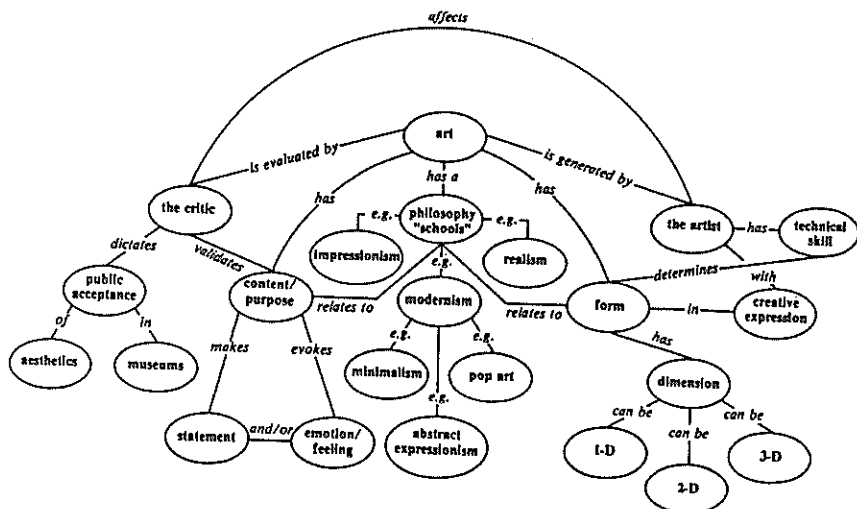 affects
art
is evaluated by
is generated by
has
has a
has
the critic
philosophy
"schools"
e.g.
e.g.
the artist
has
technical
skill
impressionism
realism
dictates
validates
public
acceptance
content/
purpose
relates to
e.g.
modernism
relates to
form
determines
with
in
creative
expression
of
in
aesthetics
museums
makes
evokes
e.g.
e.g.
minimalism
pop art
e.g.
has
dimension
statement
and/or
emotion/
feeling
abstract
expressionism
can be
can be
can be
1-D
2-D
3-D